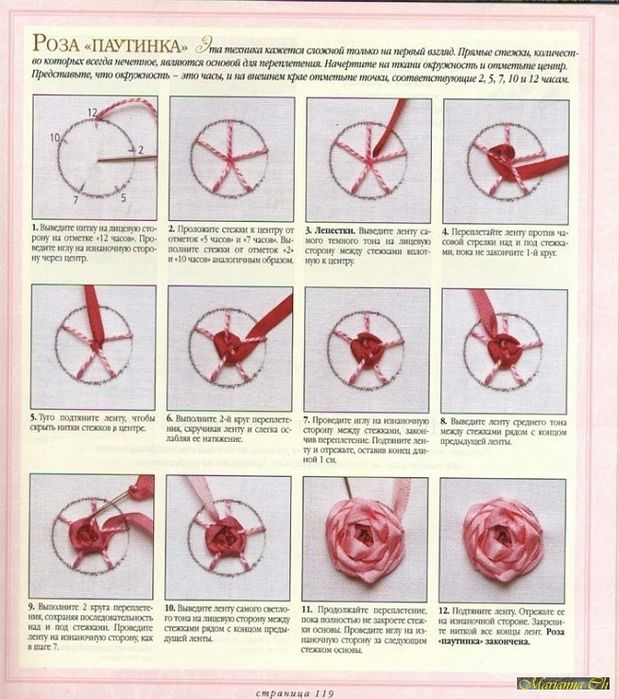 РОЗА «ПАУТИНКА» Эта техника кажется сложной только на первый взгляд. Прямые стежки, количест-
во которых всегда нечетное, являются основой для переплетения. Начертите на ткани окружность и отметьте центр.
Представьте, что окружность – это часы, и на внешнем крае отметьте точки, соответствующие 2, 5, 7, 10 и 12 часам.
12
10
2
7
5
1. Выведите нитку на лицевую сто-
рону на отметке «12 часов». Про-
ведите иглу на изнаночную сторо-
ну через центр.
2. Проложите стежки к центру от
отметок «5 часов» и «7 часов». Вы-
полните стежки от отметок «2»
и «10 часов» аналогичным образом.
3. Лепестки. Выведите ленту са-
мого темного тона на лицевую
сторону между стежками вплот-
ную к центру.
4. Переплетайте ленту против ча-
совой стрелки над и под стежка-
ми, пока не закончите 1-й круг.
5. Туго подтяните ленту, чтобы
скрыть нитки стежков в центре.
6. Выполните 2-й круг переплете-
ния, скручивая ленту и слегка ос-
лабляя ее натяжение.
7. Проведите иглу на изнаночную
сторону между стежками, закон-
чив переплетение. Подтяните лен-
ту и отрежьте, оставив конец дли-
ной 1 см.
8. Выведите ленту среднего тона
между стежками рядом с концом
предыдущей ленты.
9. Выполните 2 круга переплете-
ния, сохраняя последовательность
над и под стежками. Проведите
ленту на изнаночную сторону, как
в шаге 7.
10. Выведите ленту самого светло-
го тона на лицевую сторону между
стежками рядом с концом преды-
дущей ленты.
11. Продолжайте переплетение,
пока полностью не закроете стеж-
ки основы. Проведите иглу на из-
наночную сторону за следующим
стежком основы.
12. Подтяните ленту. Отрежьте ее
на изнаночной стороне. Закрепи-
те ниткой все концы лент. Роза
«паутинка» закончена.
страница 119
Marianna Ch